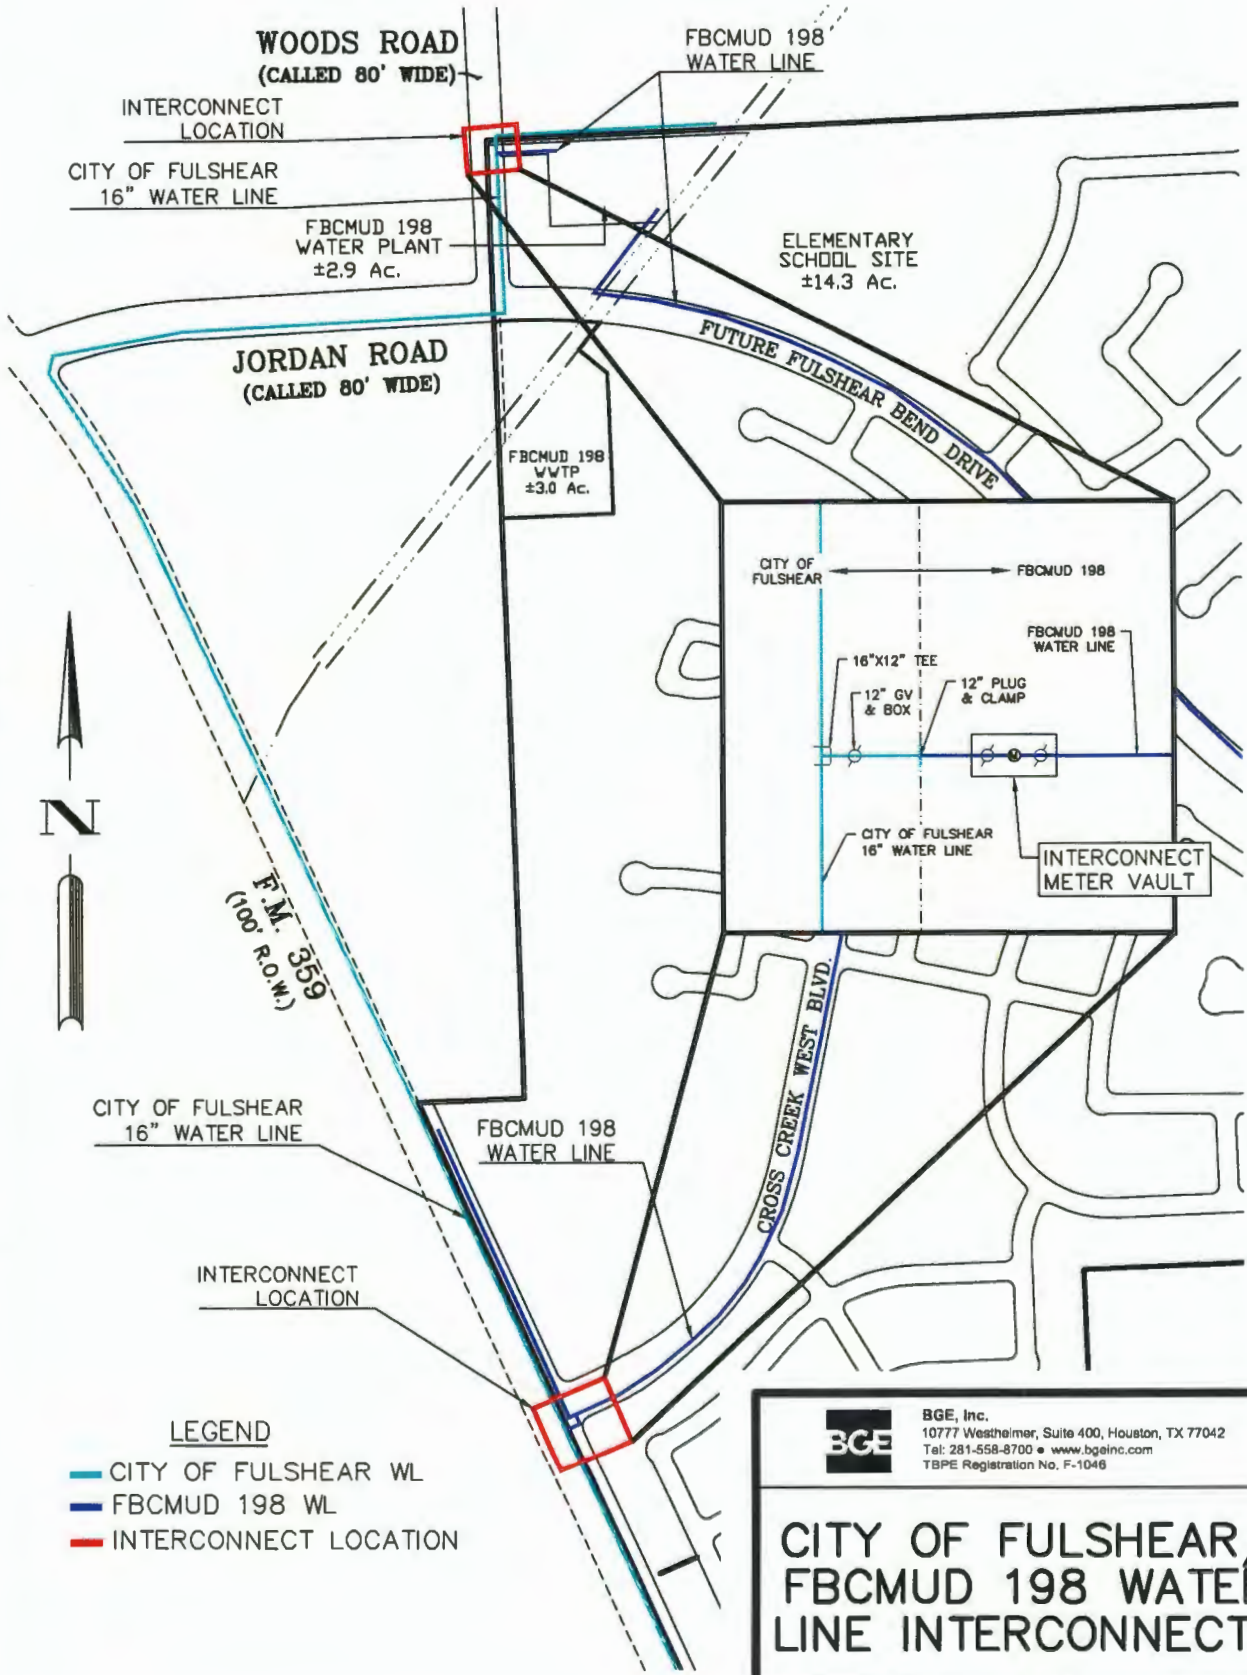 WOODS ROAD
(CALLED 80' WIDE)
FBCMUD 198
WATER LINE
INTERCONNECT
LOCATION
CITY OF FULSHEAR
16" WATER LINE
FBCMUD 198
WATER PLANT
±2.9 Ac.
ELEMENTARY
SCHOOL SITE
±14.3 Ac.
JORDAN ROAD
(CALLED 80' WIDE)
FUTURE FULSHEAR BEND DRIVE
FBCMUD 198
WWTP
±3.0 Ac.
CITY OF
FULSHEAR
FBCMUD 198
FBCMUD 198
WATER LINE
16"X12" TEE
12" GV
& BOX
12" PLUG
& CLAMP
M
CITY OF FULSHEAR
16" WATER LINE
INTERCONNECT
METER VAULT
N
F.M. 359
(100' R.O.W.)
CROSS CREEK WEST BLVD.
CITY OF FULSHEAR
16" WATER LINE
FBCMUD 198
WATER LINE
INTERCONNECT
LOCATION
LEGEND
CITY OF FULSHEAR WL
FBCMUD 198 WL
INTERCONNECT LOCATION
BGE
BGE, Inc.
10777 Westheimer, Suite 400, Houston, TX 77042
Tel: 281-558-8700 ● www.bgeinc.com
TBPE Registration No. F-1046
CITY OF FULSHEAR/
FBCMUD 198 WATER
LINE INTERCONNECT